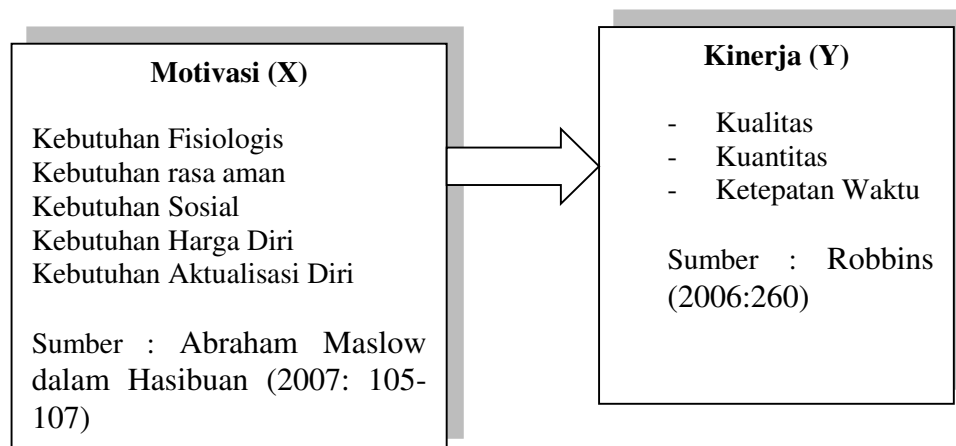 Motivasi (X)
Kebutuhan Fisiologis
Kebutuhan rasa aman
Kebutuhan Sosial
Kebutuhan Harga Diri
Kebutuhan Aktualisasi Diri
Sumber : Abraham Maslow
dalam Hasibuan (2007: 105-
107)
Kinerja (Y)
- Kualitas
- Kuantitas
- Ketepatan Waktu
Sumber : Robbins
(2006:260)